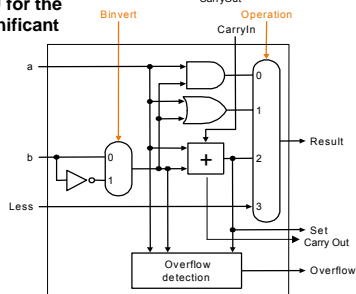 for the
nificant
CarryOut
Binvert
Operation
CarryIn
a
0
1
b
0
+
2
Result
1
Less
3
Set
Carry Out
Overflow
detection
Overflow